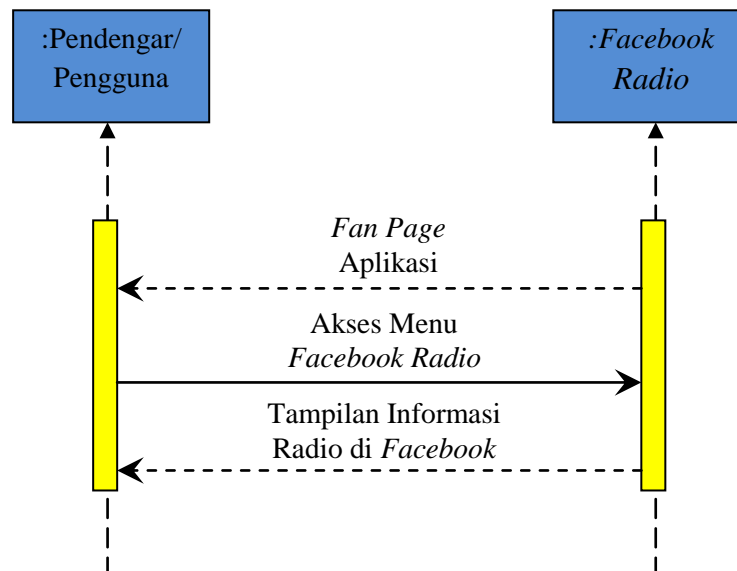 :Pendengar/
Pengguna
:Facebook
Radio
Fan Page
Aplikasi
Akses Menu
Facebook Radio
Tampilan Informasi
Radio di Facebook